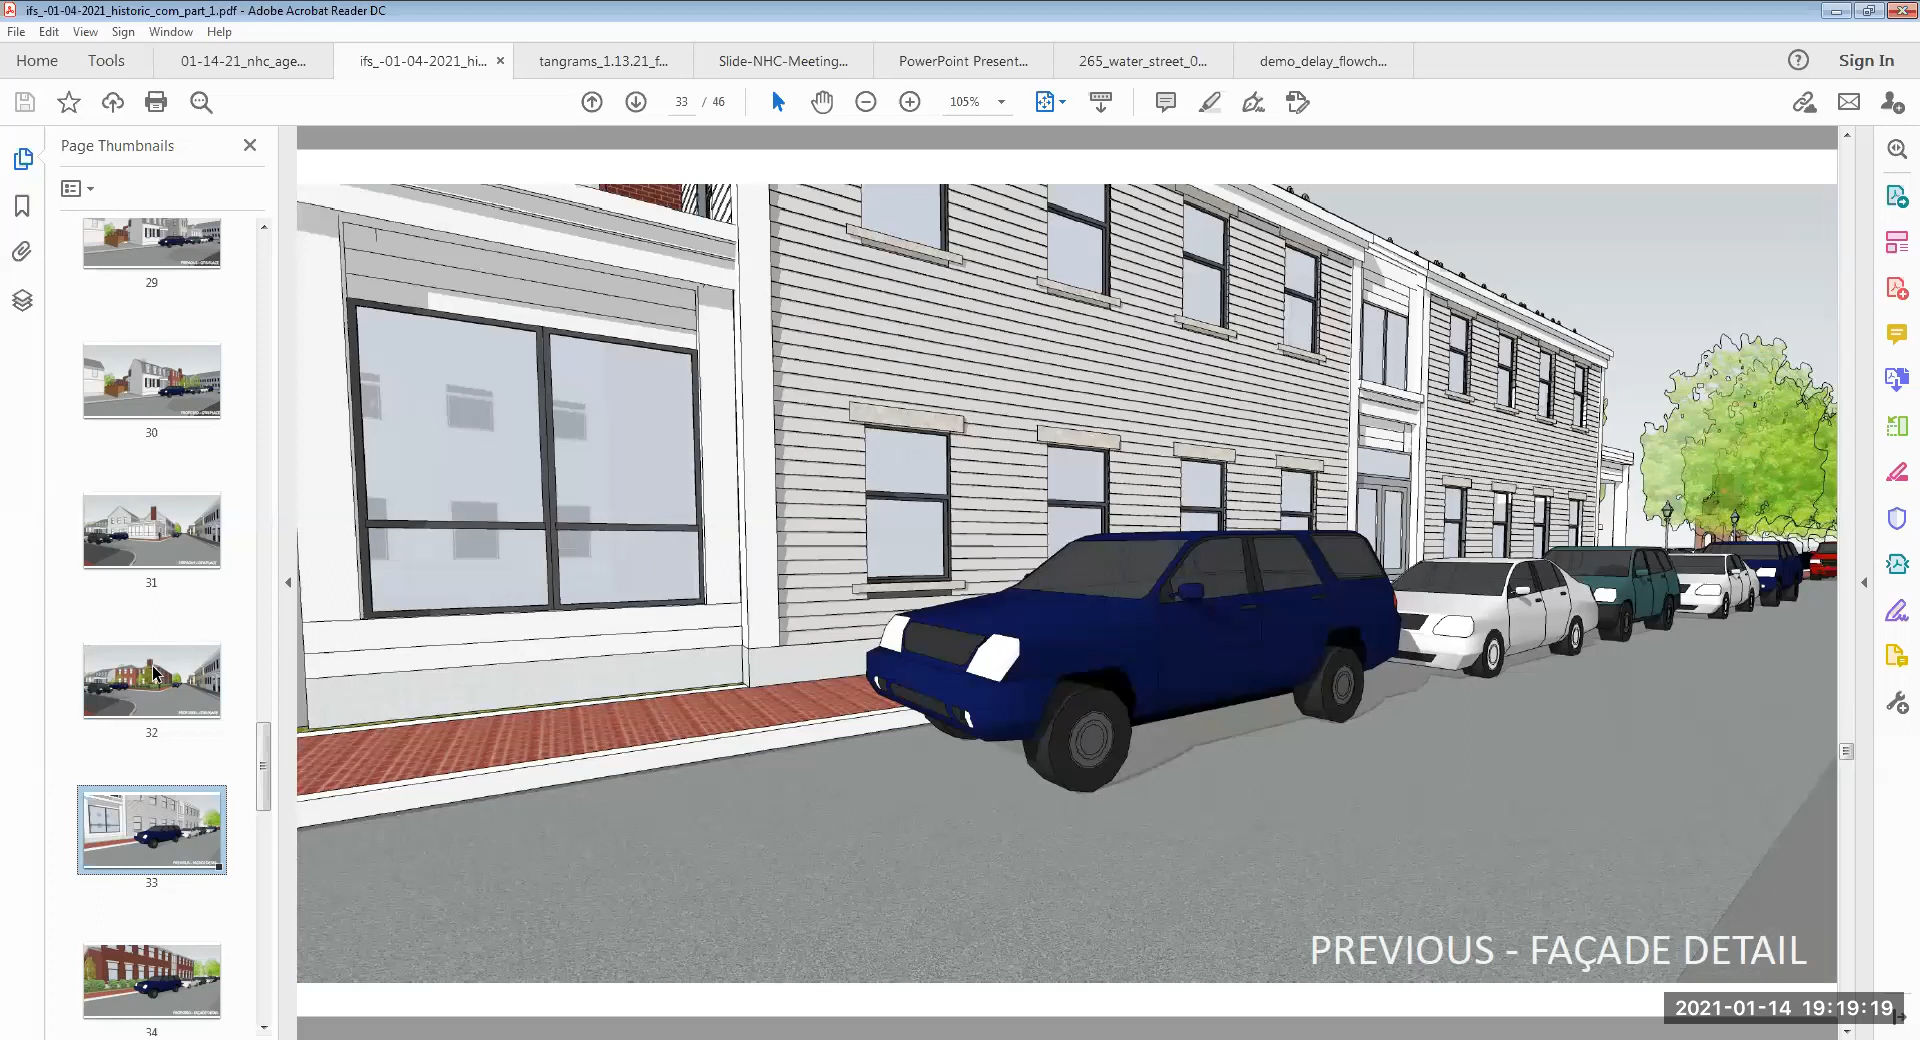 ifs_-01-04-2021_historic_com_part_1.pdf - Adobe Acrobat Reader DC
File Edit View Sign Window Help
Home Tools 01-14-21_nhc_age... ifs_-01-04-2021_hi... tangrams_1.13.21_f... Slide-NHC-Meeting... PowerPoint Present... 265_water_street_0... demo_delay_flowch... Sign In
33 / 46 105%
Page Thumbnails
29
30
31
32
33
34
PREVIOUS - FAÇADE DETAIL
2021-01-14 19:19:19